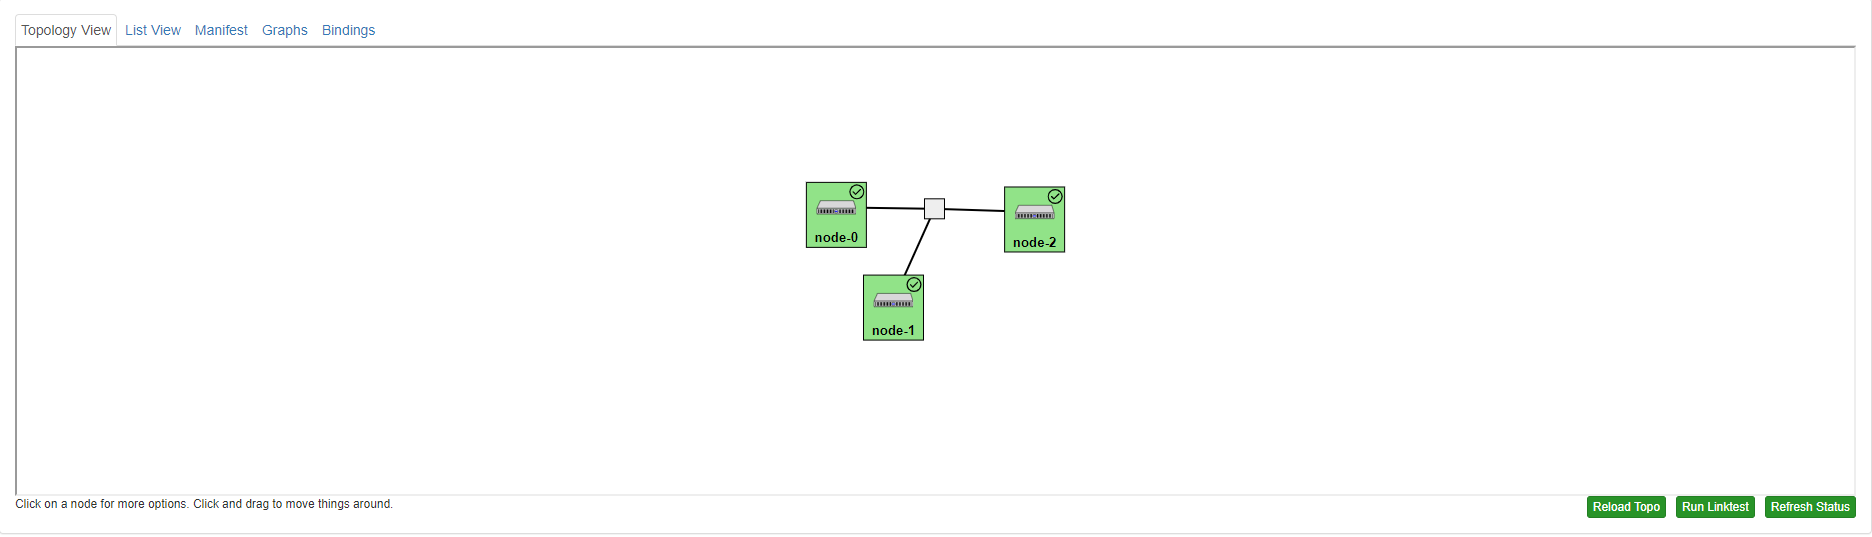 Topology View List View Manifest Graphs Bindings
node-0
node-2
node-1
Click on a node for more options. Click and drag to move things around.
Reload Topo Run Linktest Refresh Status